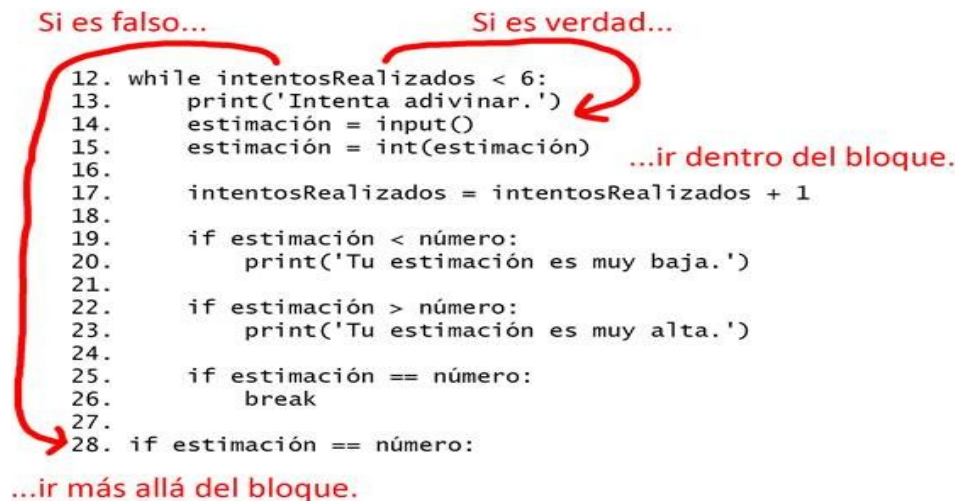 Si es falso... Si es verdad...
12. while intentosRealizados < 6:
13.     print('Intenta adivinar.')
14.     estimación = input()
15.     estimación = int(estimación)
...ir dentro del bloque.
16.
17.     intentosRealizados = intentosRealizados + 1
18.
19.     if estimación < número:
20.         print('Tu estimación es muy baja.')
21.
22.     if estimación > número:
23.         print('Tu estimación es muy alta.')
24.
25.     if estimación == número:
26.         break
27.
28. if estimación == número:
...ir más allá del bloque.